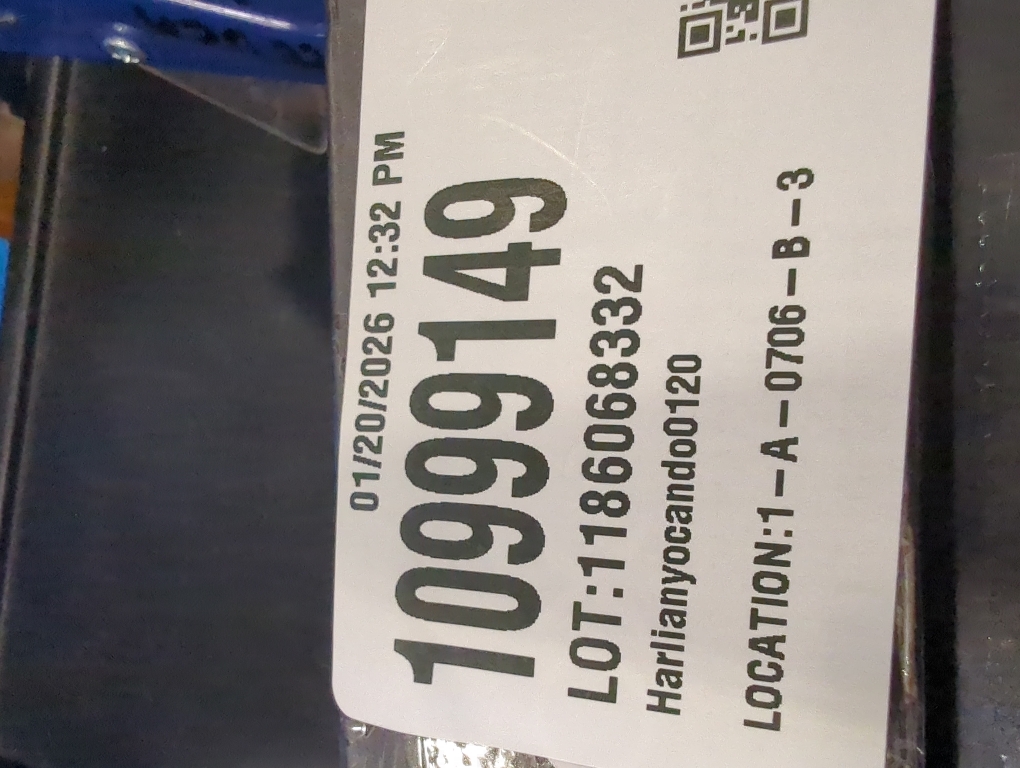 01/20/2026 12:32 PM
10999149
LOT:1186068332
Harlianyocando0120
LOCATION:1-A-0706-B-3